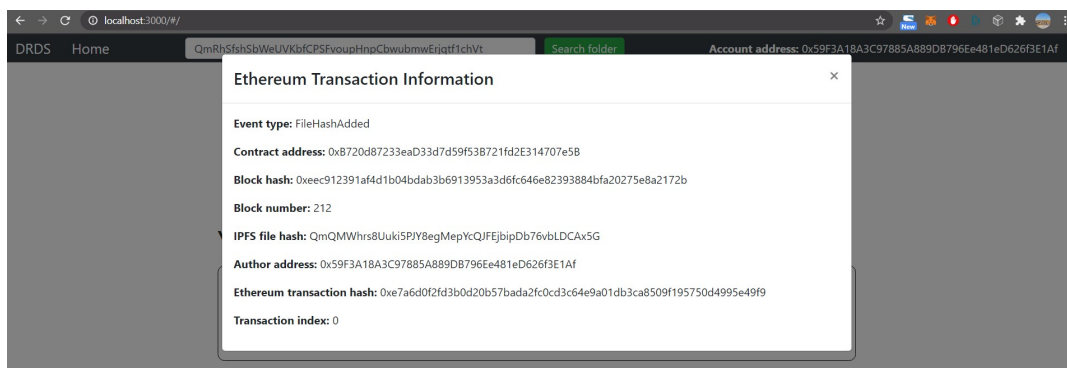 localhost:3000/#/
New
DRDS Home QmRhSfshSbWeUVKbfCPSFvoupHnpCbwubmwErjqtf1chVt Search folder Account address: 0x59F3A18A3C97885A889DB796Ee481eD626f3E1Af
Ethereum Transaction Information ×
Event type: FileHashAdded
Contract address: 0xB720d87233eaD33d7d59f53B721fd2E314707e5B
Block hash: 0xeec912391af4d1b04bdab3b6913953a3d6fc646e82393884bfa20275e8a2172b
Block number: 212
IPFS file hash: QmQMWhrs8Uuki5PJY8egMepYcQJFEjbipDb76vbLDCAx5G
Author address: 0x59F3A18A3C97885A889DB796Ee481eD626f3E1Af
Ethereum transaction hash: 0xe7a6d0f2fd3b0d20b57bada2fc0cd3c64e9a01db3ca8509f195750d4995e49f9
Transaction index: 0